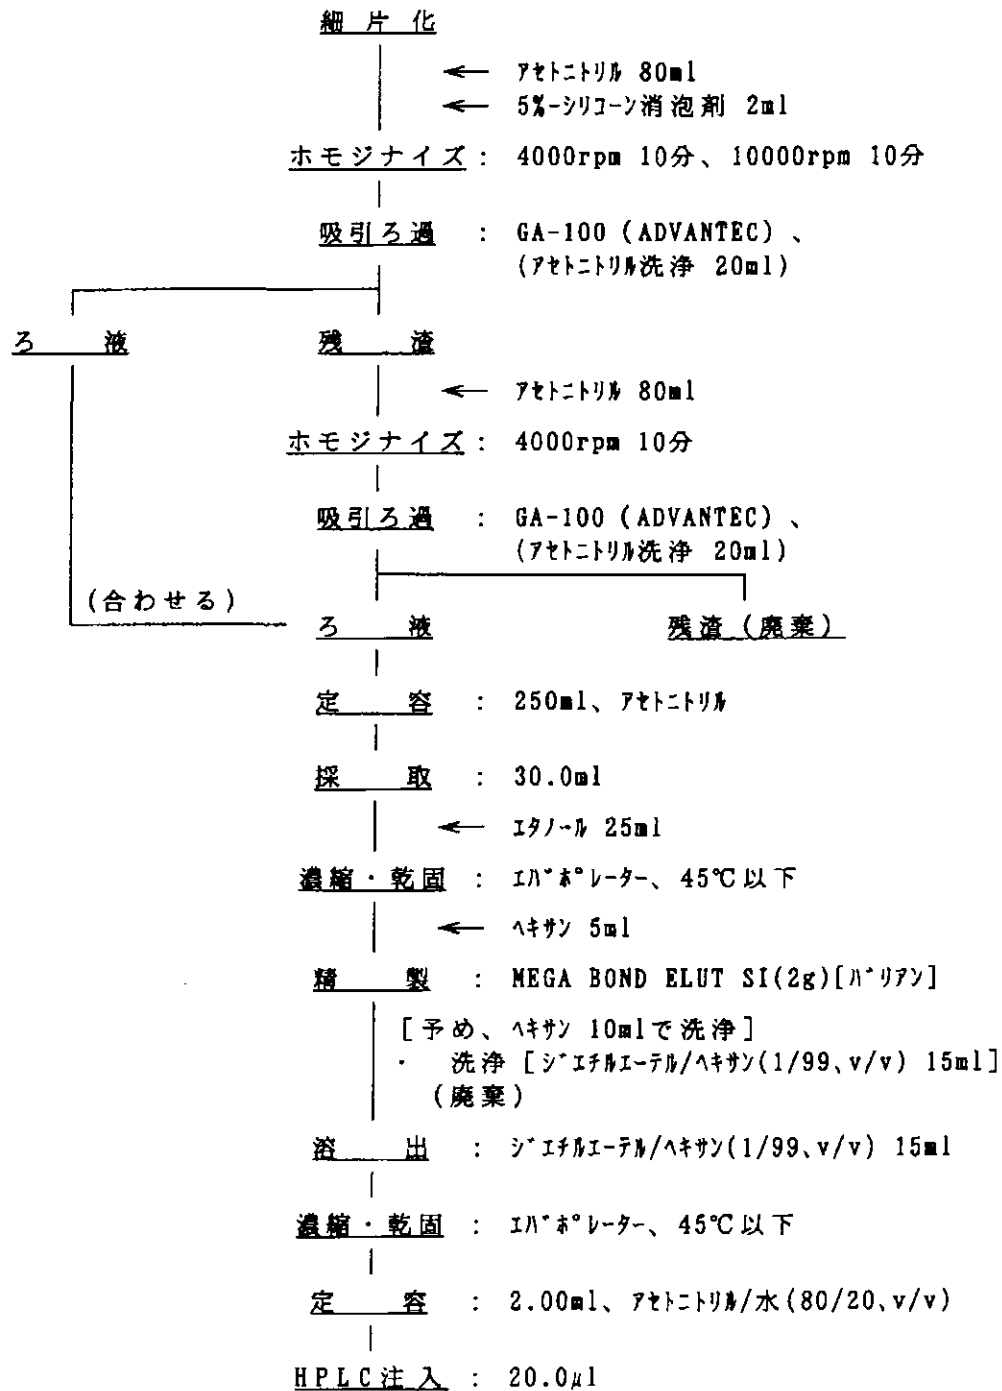 細片化
← アセトニトリル 80ml
← 5%-シリコーン消泡剤 2ml
ホモジナイズ : 4000rpm 10分、10000rpm 10分
吸引ろ過 : GA-100 (ADVANTEC) 、
(アセトニトリル洗浄 20ml)
ろ液 残渣
← アセトニトリル 80ml
ホモジナイズ : 4000rpm 10分
吸引ろ過 : GA-100 (ADVANTEC) 、
(アセトニトリル洗浄 20ml)
(合わせる)
ろ液 残渣(廃棄)
定容 : 250ml、アセトニトリル
採取 : 30.0ml
← エタノール 25ml
濃縮・乾固 : エバポレーター、45℃以下
← ヘキサン 5ml
精製 : MEGA BOND ELUT SI(2g)[バリアン]
[予め、ヘキサン 10mlで洗浄]
・ 洗浄 [ジエチルエーテル/ヘキサン(1/99、v/v) 15ml]
(廃棄)
溶出 : ジエチルエーテル/ヘキサン(1/99、v/v) 15ml
濃縮・乾固 : エバポレーター、45℃以下
定容 : 2.00ml、アセトニトリル/水(80/20、v/v)
HPLC注入 : 20.0μl